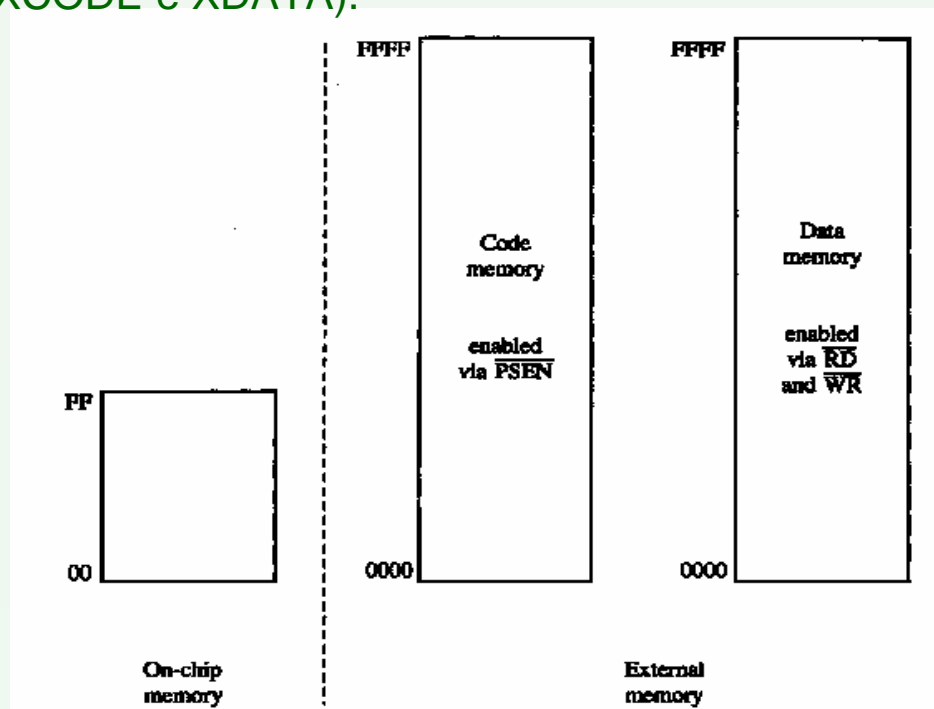 XCODE e XDATA).
FFFF
FFFF
Code
memory
enabled
via PSEN
Data
memory
enabled
via RD
and WR
FF
00
0000
0000
On-chip
memory
External
memory